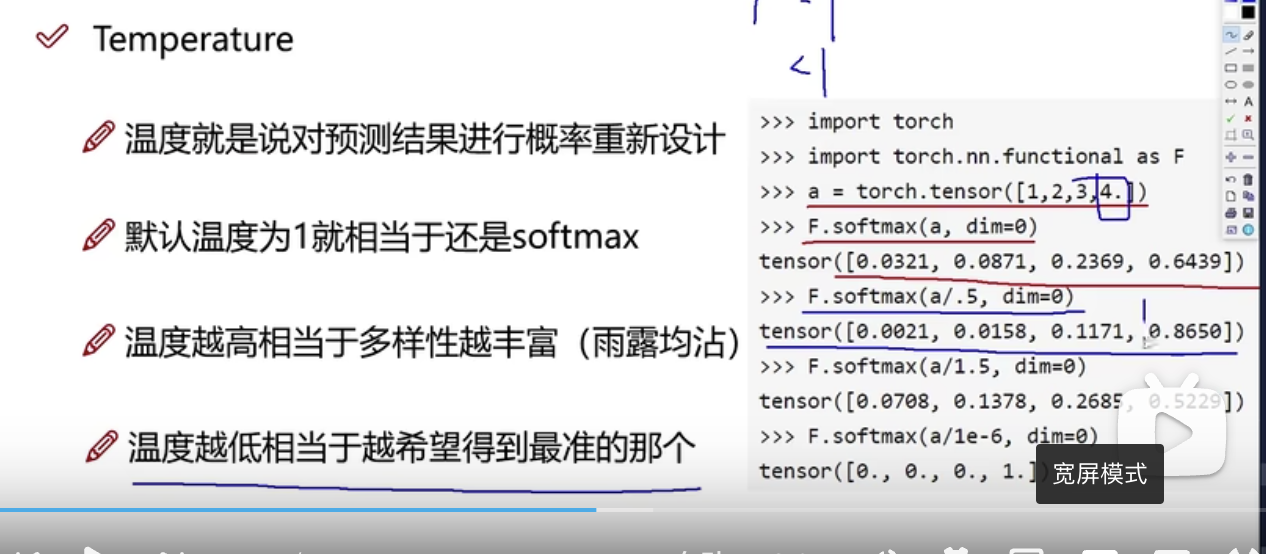 Temperature
温度就是说对预测结果进行概率重新设计
默认温度为1就相当于还是softmax
温度越高相当于多样性越丰富（雨露均沾）
温度越低相当于越希望得到最准的那个
<1
>>> import torch
>>> import torch.nn.functional as F
>>> a = torch.tensor([1,2,3,4.])
>>> F.softmax(a, dim=0)
tensor([0.0321, 0.0871, 0.2369, 0.6439])
>>> F.softmax(a/.5, dim=0)
tensor([0.0021, 0.0158, 0.1171, 0.8650])
>>> F.softmax(a/1.5, dim=0)
tensor([0.0708, 0.1378, 0.2685, 0.5229])
>>> F.softmax(a/1e-6, dim=0)
tensor([0., 0., 0., 1.])
宽屏模式